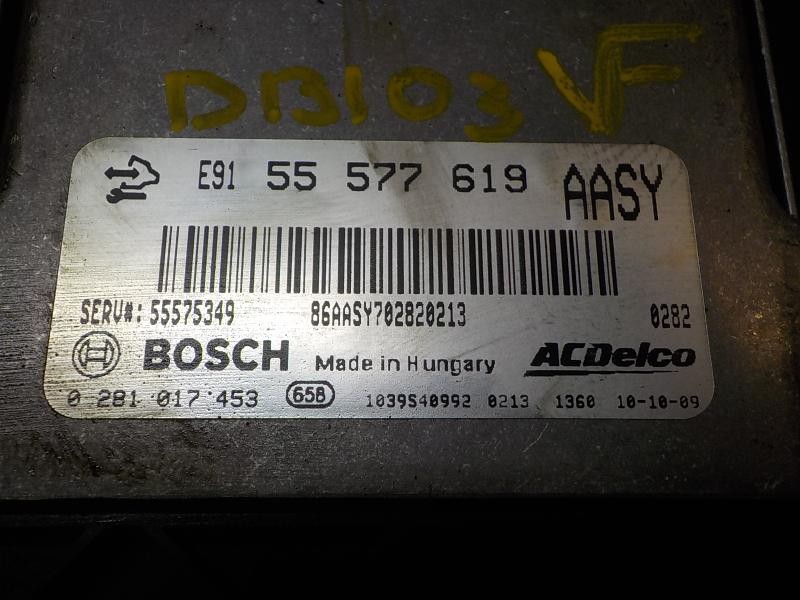 DB103 VF
E91 55 577 619 AASY
SERV#: 55575349 86AASY702820213 0282
BOSCH Made in Hungary ACDelco
0 281 017 453 658 1039S40992 0213 1360 10-10-09